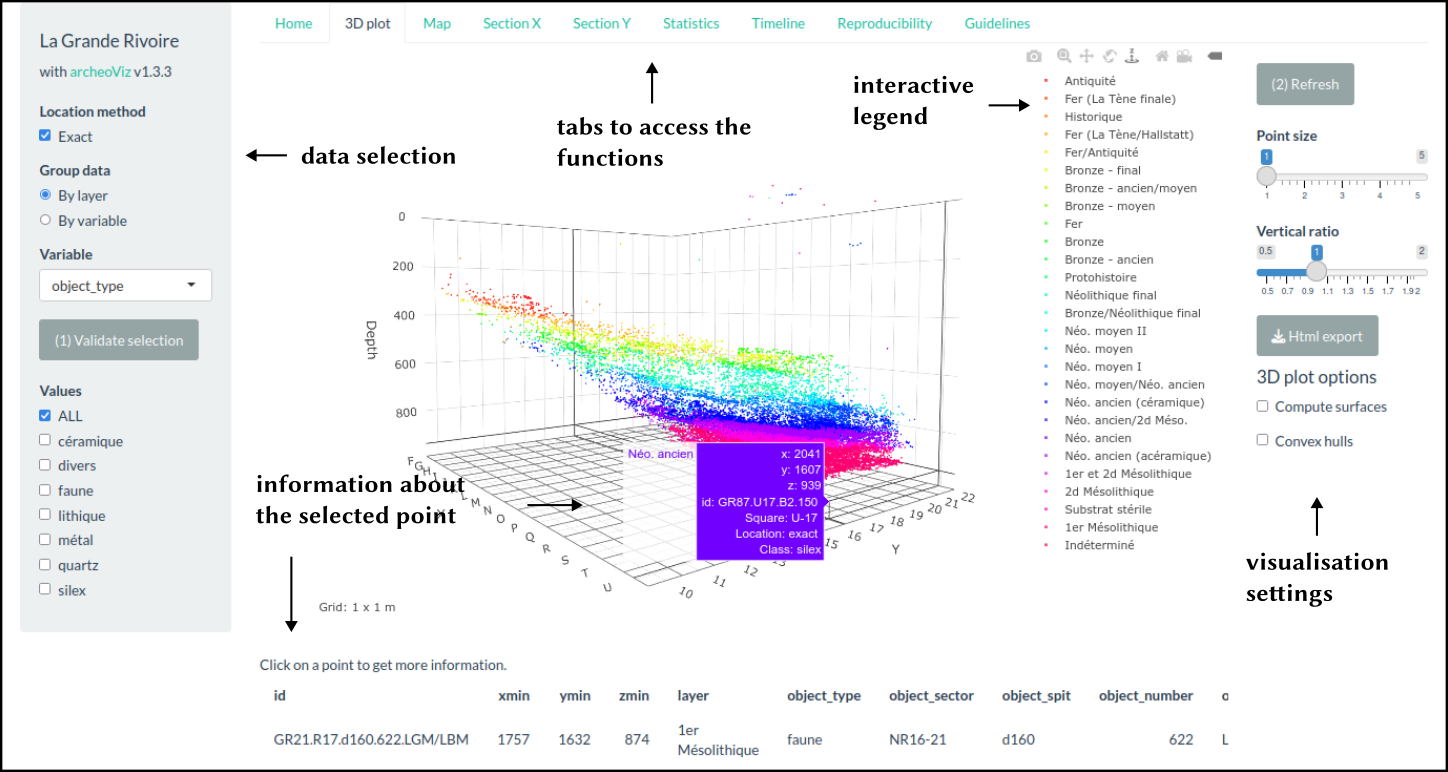 La Grande Rivoire
with archeoViz v1.3.3
Location method
Exact
Group data
By layer
By variable
Variable
object_type
(1) Validate selection
Values
ALL
céramique
divers
faune
lithique
métal
quartz
silex
data selection
Home 3D plot Map Section X Section Y Statistics Timeline Reproducibility Guidelines
tabs to access the
functions
interactive
legend
Antiquité
Fer (La Tène finale)
Historique
Fer (La Tène/Hallstatt)
Fer/Antiquité
Bronze - final
Bronze - ancien/moyen
Bronze - moyen
Fer
Bronze
Bronze - ancien
Protohistoire
Néolithique final
Bronze/Néolithique final
Néo. moyen II
Néo. moyen
Néo. moyen I
Néo. moyen/Néo. ancien
Néo. ancien (céramique)
Néo. ancien/2d Méso.
Néo. ancien
Néo. ancien (acéramique)
1er et 2d Mésolithique
2d Mésolithique
Substrat stérile
1er Mésolithique
Indéterminé
0
200
400
600
800
Depth
F G H I L M N O P Q R S T U
10 11 12 13 15 16 17 18 19 20 21 22
Y
Néo. ancien
x: 2041
y: 1607
z: 939
id: GR87.U17.B2.150
Square: U-17
Location: exact
Class: silex
information about
the selected point
Grid: 1 x 1 m
(2) Refresh
Point size
1 5
1 2 3 4 5
Vertical ratio
0.5 1 2
0.5 0.7 0.9 1.1 1.3 1.5 1.7 1.9 2
Html export
3D plot options
Compute surfaces
Convex hulls
visualisation
settings
Click on a point to get more information.
id xmin ymin zmin layer object_type object_sector object_spit object_number o
GR21.R17.d160.622.LGM/LBM 1757 1632 874 1er Mésolithique faune NR16-21 d160 622 L